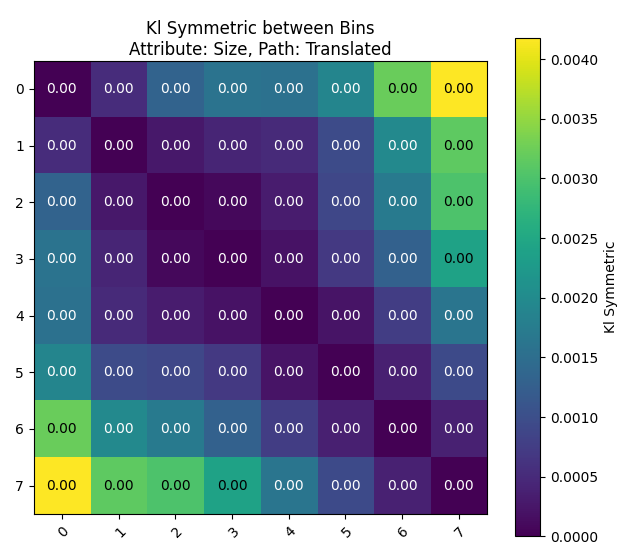 Kl Symmetric between Bins
Attribute: Size, Path: Translated
0 0.00 0.00 0.00 0.00 0.00 0.00 0.00 0.00
1 0.00 0.00 0.00 0.00 0.00 0.00 0.00 0.00
2 0.00 0.00 0.00 0.00 0.00 0.00 0.00 0.00
3 0.00 0.00 0.00 0.00 0.00 0.00 0.00 0.00
4 0.00 0.00 0.00 0.00 0.00 0.00 0.00 0.00
5 0.00 0.00 0.00 0.00 0.00 0.00 0.00 0.00
6 0.00 0.00 0.00 0.00 0.00 0.00 0.00 0.00
7 0.00 0.00 0.00 0.00 0.00 0.00 0.00 0.00
0 1 2 3 4 5 6 7
0.0040
0.0035
0.0030
0.0025
0.0020
0.0015
0.0010
0.0005
0.0000
Kl Symmetric